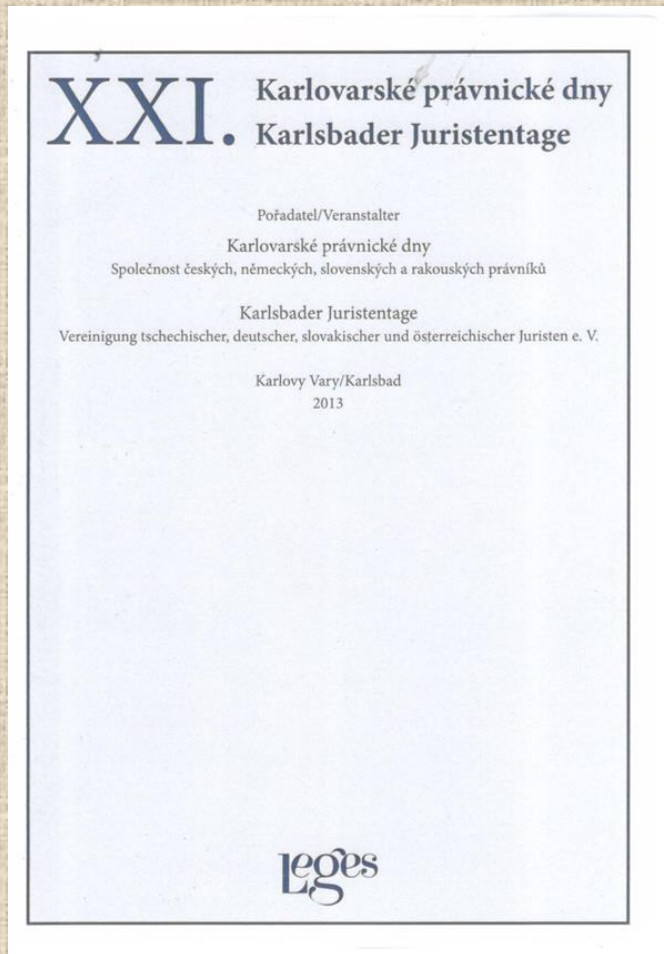 XXI. Karlovarské právnické dny
Karlsbader Juristentage
Pořadatel/Veranstalter
Karlovarské právnické dny
Společnost českých, německých, slovenských a rakouských právníků
Karlsbader Juristentage
Vereinigung tschechischer, deutscher, slovakischer und österreichischer Juristen e. V.
Karlovy Vary/Karlsbad
2013
leges